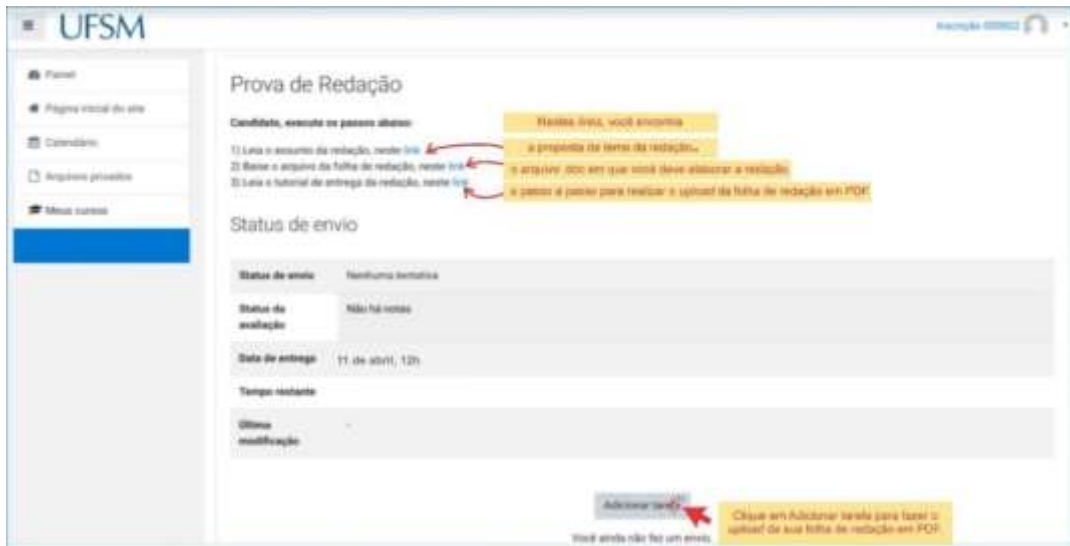 UFSM
Inscrição
Painel
Página inicial do site
Calendário
Arquivos privados
Meus cursos
Prova de Redação
Candidato, execute os passos abaixo:
1) Leia o assunto da redação, neste link
2) Baixe o arquivo da folha de redação, neste link
3) Leia o tutorial de entrega da redação, neste link
você encontra
a proposta de tema da redação
o arquivo .doc em que você deve elaborar a redação
o passo a passo para realizar o upload da folha de redação em PDF.
Status de envio
Status de envio Nenhuma tentativa
Status da avaliação Não há notas
Data de entrega 11 de abril, 12h
Tempo restante
Última modificação -
Adicionar tarefa
Você ainda não fez um envio.
Clique em Adicionar tarefa para fazer o
upload da sua folha de redação em PDF.